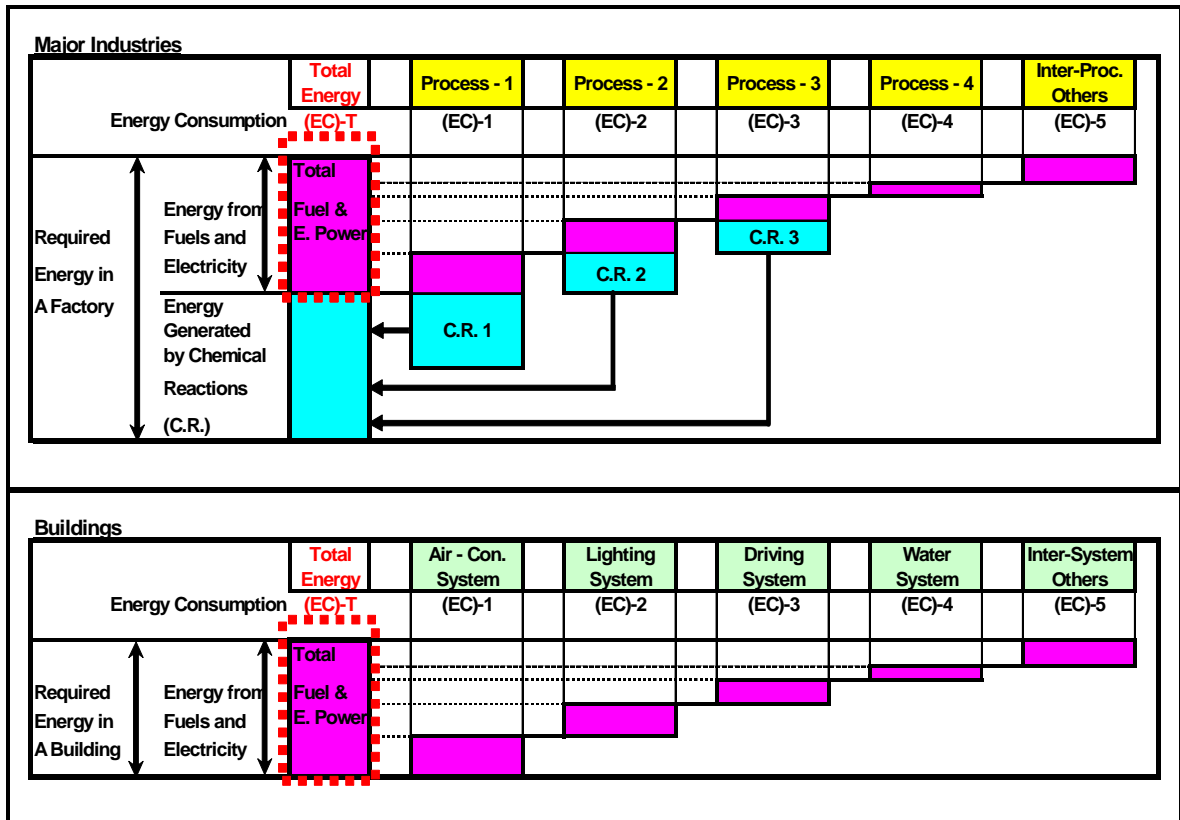 Major Industries
Total Energy
Process - 1
Process - 2
Process - 3
Process - 4
Inter-Proc. Others
Energy Consumption
(EC)-T
(EC)-1
(EC)-2
(EC)-3
(EC)-4
(EC)-5
Required
Energy in
A Factory
Energy from
Fuels and
Electricity
Total
Fuel &
E. Power
Energy
Generated
by Chemical
Reactions
(C.R.)
C.R. 1
C.R. 2
C.R. 3
Buildings
Total
Energy
Air - Con.
System
Lighting
System
Driving
System
Water
System
Inter-System
Others
Energy Consumption
(EC)-T
(EC)-1
(EC)-2
(EC)-3
(EC)-4
(EC)-5
Required
Energy in
A Building
Energy from
Fuels and
Electricity
Total
Fuel &
E. Power